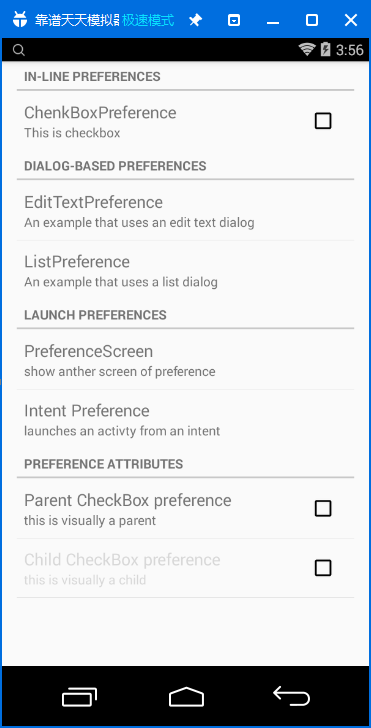 靠谱天天模拟器 极速模式
3:56
IN-LINE PREFERENCES
ChenkBoxPreference
This is checkbox
DIALOG-BASED PREFERENCES
EditTextPreference
An example that uses an edit text dialog
ListPreference
An example that uses a list dialog
LAUNCH PREFERENCES
PreferenceScreen
show anther screen of preference
Intent Preference
launches an activty from an intent
PREFERENCE ATTRIBUTES
Parent CheckBox preference
this is visually a parent
Child CheckBox preference
this is visually a child